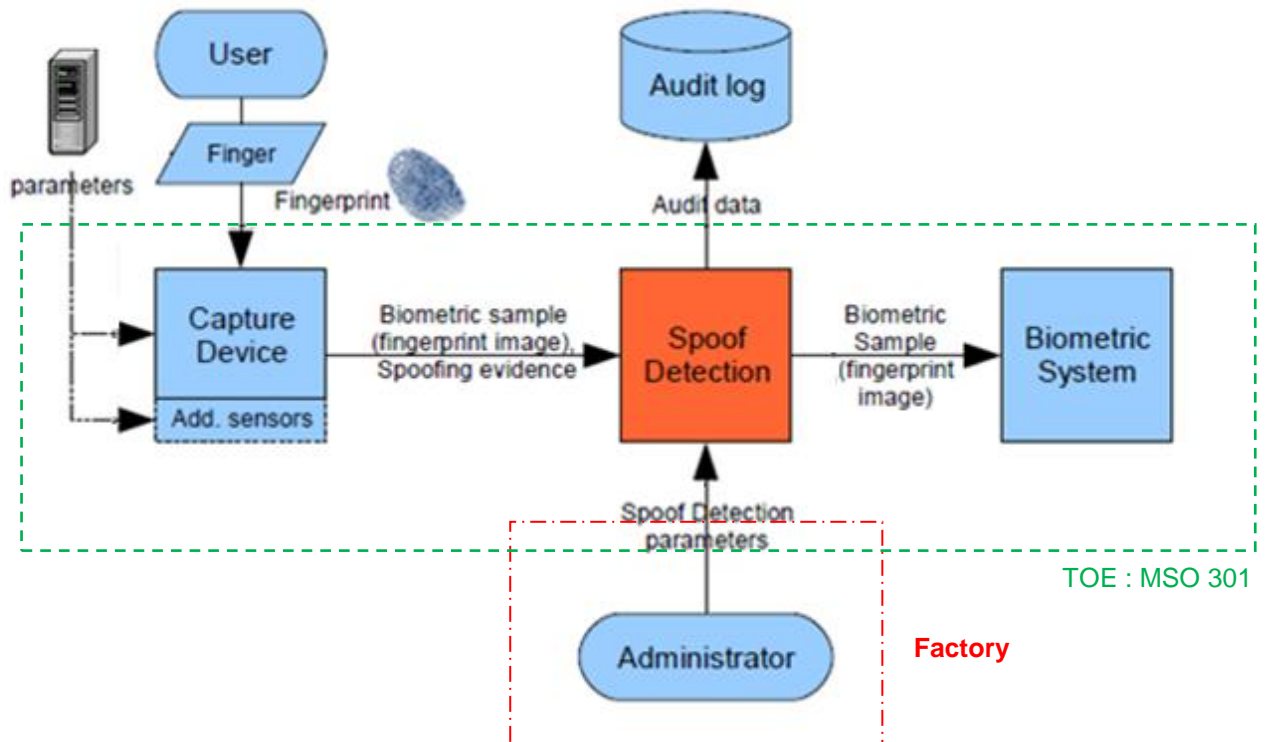 User
Audit log
Finger
parameters
Fingerprint
Audit data
Capture
Device
Add. sensors
Biometric sample
(fingerprint image),
Spoofing evidence
Spoof
Detection
Biometric
Sample
(fingerprint
image)
Biometric
System
Spoof Detection
parameters
TOE : MSO 301
Administrator
Factory